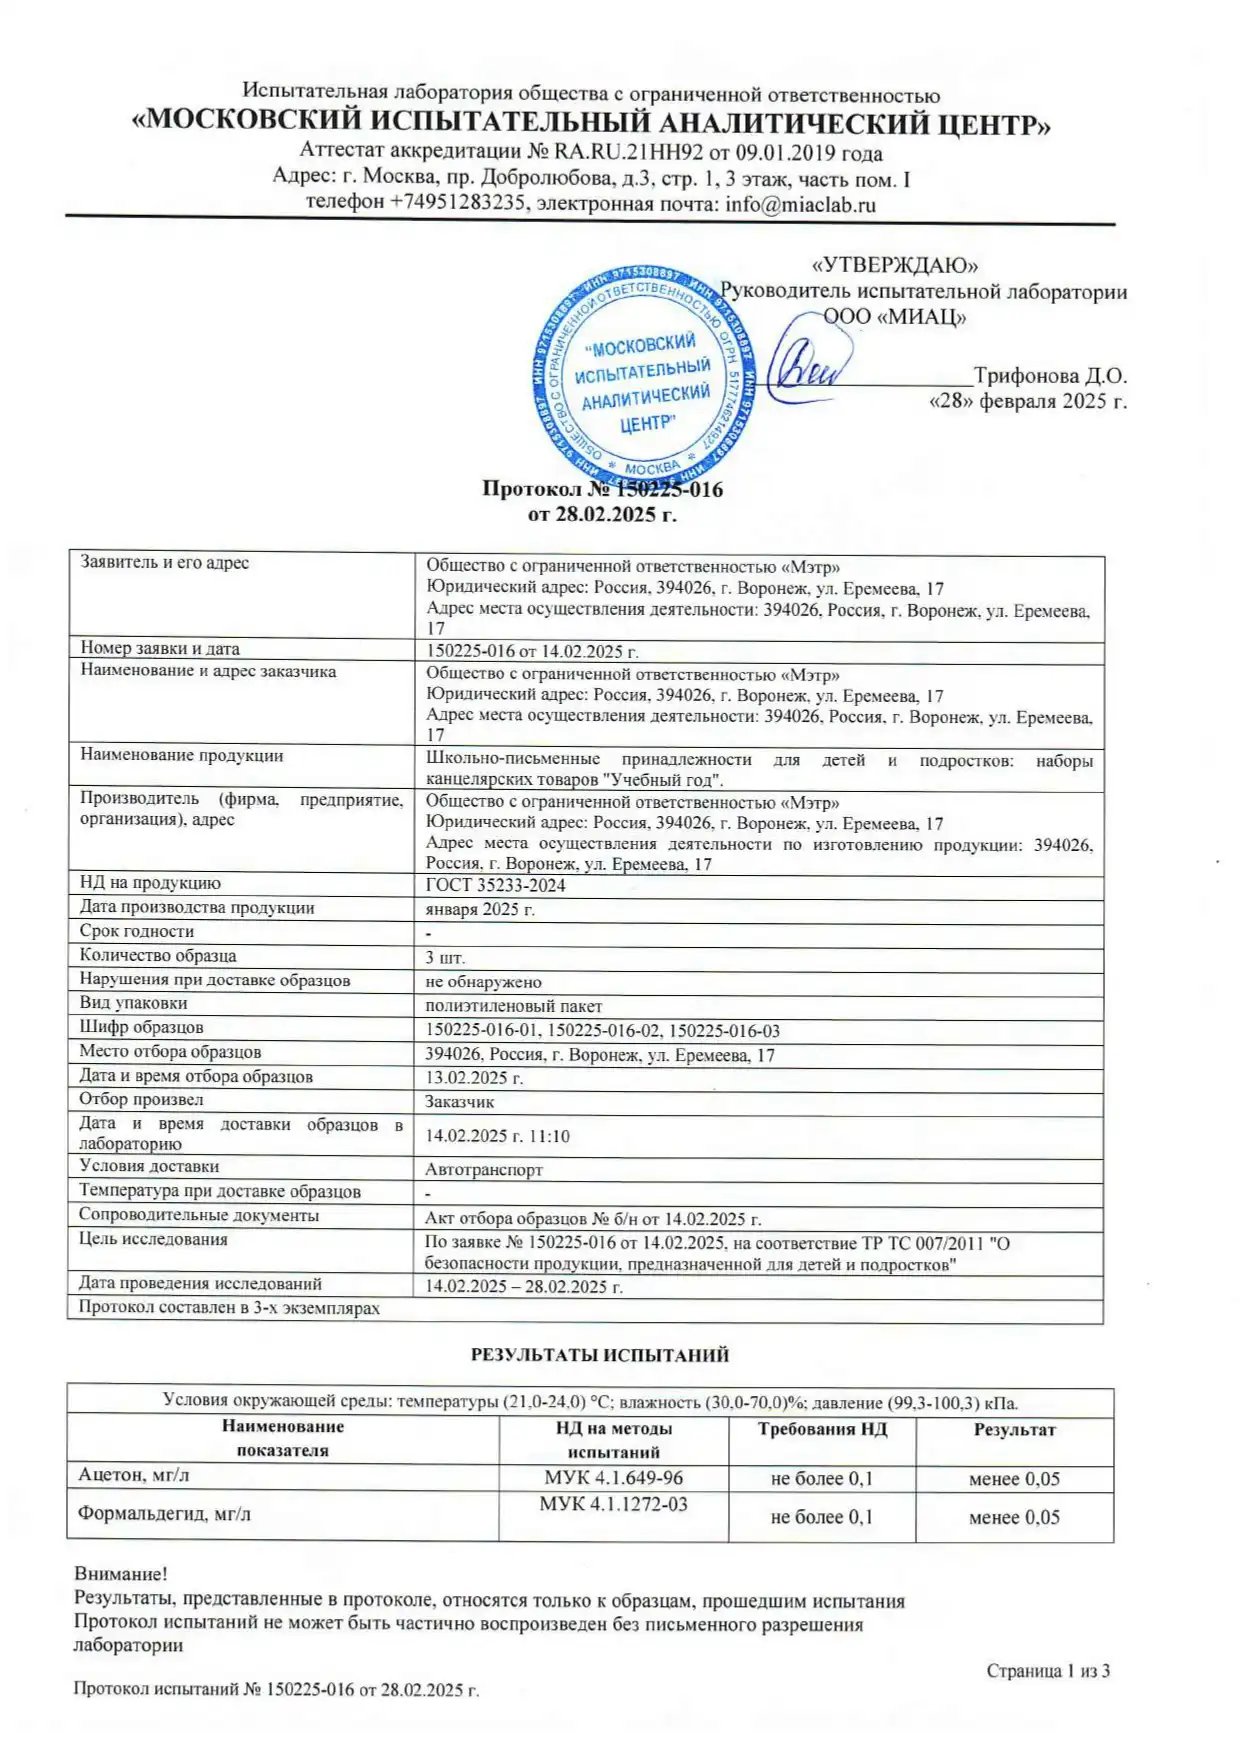 Испытательная лаборатория общества с ограниченной ответственностью
«МОСКОВСКИЙ ИСПЫТАТЕЛЬНЫЙ АНАЛИТИЧЕСКИЙ ЦЕНТР»
Аттестат аккредитации № RA.RU.21НН92 от 09.01.2019 года
Адрес: г. Москва, пр. Добролюбова, д.3, стр. 1, 3 этаж, часть пом. I
телефон +74951283235, электронная почта: info@miaclab.ru
«УТВЕРЖДАЮ»
Руководитель испытательной лаборатории
ООО «МИАЦ»
Трифонова Д.О.
«28» февраля 2025 г.
ИНН 9715308897 ИНН 9715308897 ИНН 9715308897
ОБЩЕСТВО С ОГРАНИЧЕННОЙ ОТВЕТСТВЕННОСТЬЮ ОГРН 5177746214927
* МОСКВА *
"МОСКОВСКИЙ
ИСПЫТАТЕЛЬНЫЙ
АНАЛИТИЧЕСКИЙ
ЦЕНТР"
Протокол № 150225-016
от 28.02.2025 г.
Заявитель и его адрес
Общество с ограниченной ответственностью «Мэтр»
Юридический адрес: Россия, 394026, г. Воронеж, ул. Еремеева, 17
Адрес места осуществления деятельности: 394026, Россия, г. Воронеж, ул. Еремеева,
17
Номер заявки и дата
150225-016 от 14.02.2025 г.
Наименование и адрес заказчика
Общество с ограниченной ответственностью «Мэтр»
Юридический адрес: Россия, 394026, г. Воронеж, ул. Еремеева, 17
Адрес места осуществления деятельности: 394026, Россия, г. Воронеж, ул. Еремеева,
17
Наименование продукции
Школьно-письменные принадлежности для детей и подростков: наборы
канцелярских товаров "Учебный год".
Производитель (фирма, предприятие,
организация), адрес
Общество с ограниченной ответственностью «Мэтр»
Юридический адрес: Россия, 394026, г. Воронеж, ул. Еремеева, 17
Адрес места осуществления деятельности по изготовлению продукции: 394026,
Россия, г. Воронеж, ул. Еремеева, 17
НД на продукцию
ГОСТ 35233-2024
Дата производства продукции
января 2025 г.
Срок годности
-
Количество образца
3 шт.
Нарушения при доставке образцов
не обнаружено
Вид упаковки
полиэтиленовый пакет
Шифр образцов
150225-016-01, 150225-016-02, 150225-016-03
Место отбора образцов
394026, Россия, г. Воронеж, ул. Еремеева, 17
Дата и время отбора образцов
13.02.2025 г.
Отбор произвел
Заказчик
Дата и время доставки образцов в
лабораторию
14.02.2025 г. 11:10
Условия доставки
Автотранспорт
Температура при доставке образцов
-
Сопроводительные документы
Акт отбора образцов № б/н от 14.02.2025 г.
Цель исследования
По заявке № 150225-016 от 14.02.2025, на соответствие ТР ТС 007/2011 "О
безопасности продукции, предназначенной для детей и подростков"
Дата проведения исследований
14.02.2025 – 28.02.2025 г.
Протокол составлен в 3-х экземплярах
РЕЗУЛЬТАТЫ ИСПЫТАНИЙ
Условия окружающей среды: температуры (21,0-24,0) °С; влажность (30,0-70,0)%; давление (99,3-100,3) кПа.
Наименование
показателя
НД на методы
испытаний
Требования НД
Результат
Ацетон, мг/л
МУК 4.1.649-96
не более 0,1
менее 0,05
Формальдегид, мг/л
МУК 4.1.1272-03
не более 0,1
менее 0,05
Внимание!
Результаты, представленные в протоколе, относятся только к образцам, прошедшим испытания
Протокол испытаний не может быть частично воспроизведен без письменного разрешения
лаборатории
Страница 1 из 3
Протокол испытаний № 150225-016 от 28.02.2025 г.